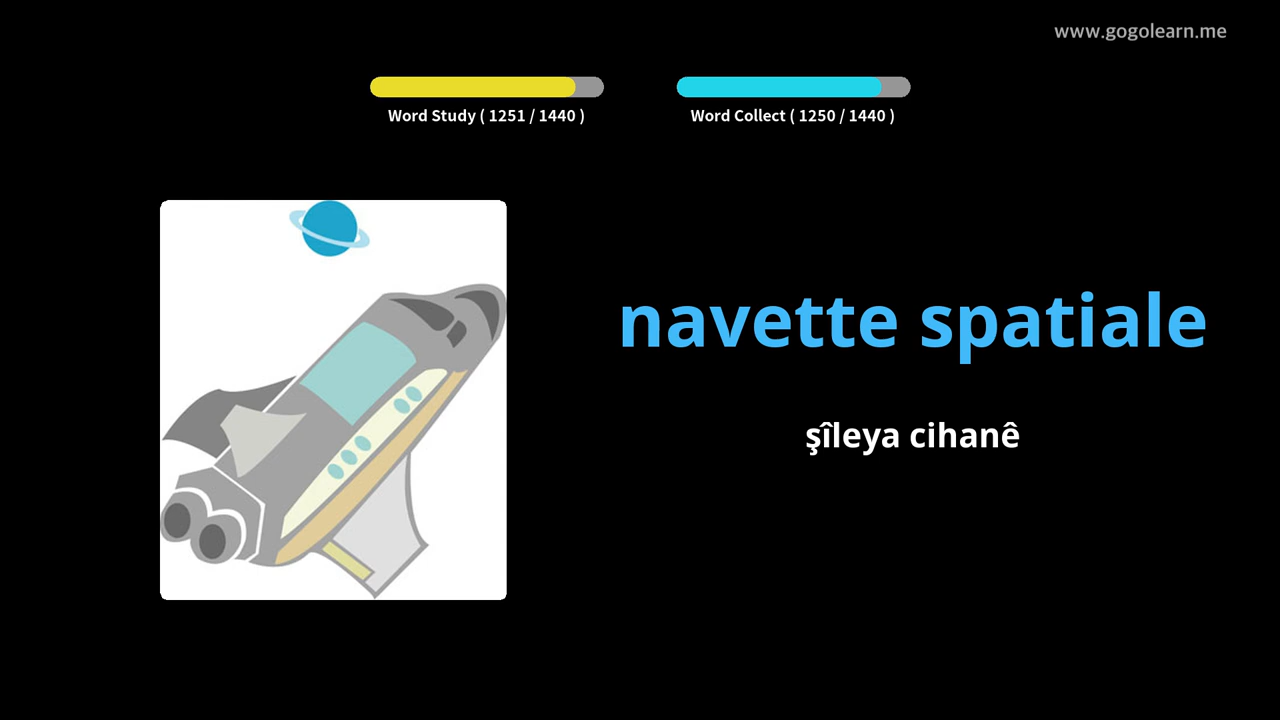 www.gogolearn.me
Word Study ( 1251 / 1440 )
Word Collect ( 1250 / 1440 )
navette spatiale
şîleya cihanê